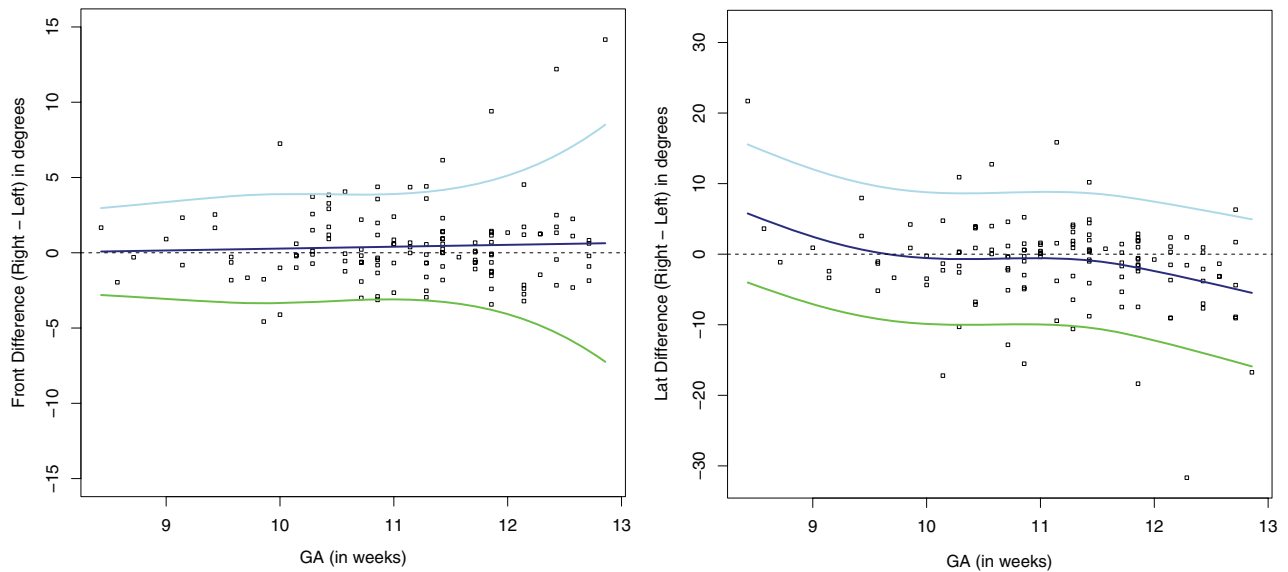 Front Difference (Right − Left) in degrees
15
10
5
0
−5
−10
−15
9 10 11 12 13
GA (in weeks)
Lat Difference (Right − Left) in degrees
30
20
10
0
−10
−20
−30
9 10 11 12 13
GA (in weeks)